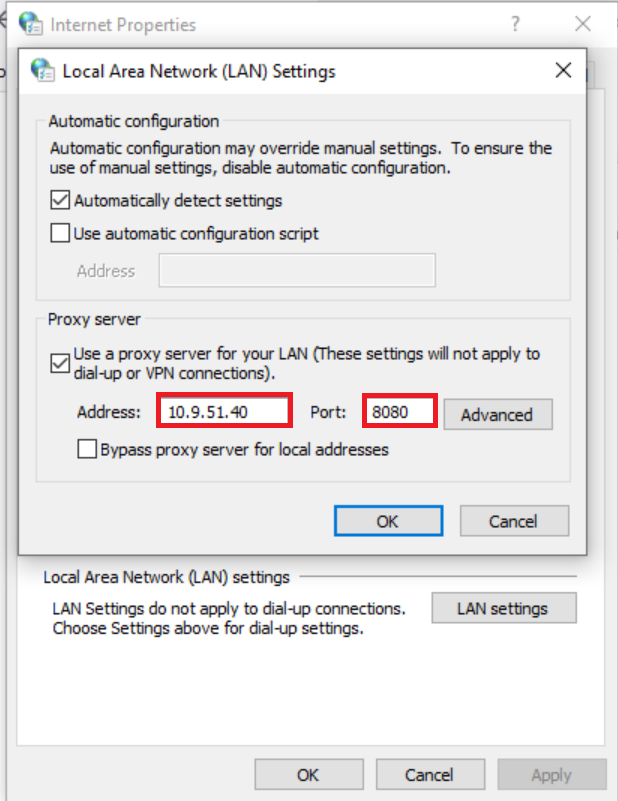 Internet Properties
?
Local Area Network (LAN) Settings
Automatic configuration
Automatic configuration may override manual settings. To ensure the
use of manual settings, disable automatic configuration.
Automatically detect settings
Use automatic configuration script
Address
Proxy server
Use a proxy server for your LAN (These settings will not apply to
dial-up or VPN connections).
Address: 10.9.51.40 Port: 8080 Advanced
Bypass proxy server for local addresses
OK Cancel
Local Area Network (LAN) settings
LAN Settings do not apply to dial-up connections.
Choose Settings above for dial-up settings.
LAN settings
OK Cancel Apply